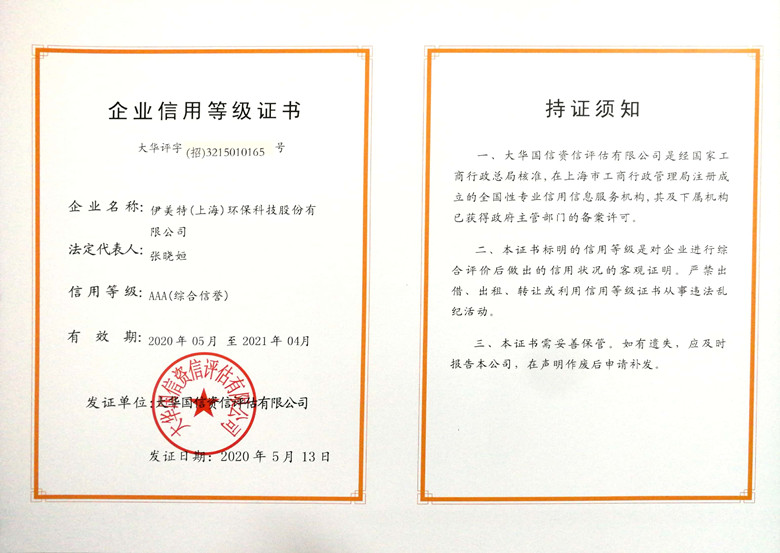 企业信用等级证书
大华评字 (招)3215010165 号
企业名称: 伊美特(上海)环保科技股份有
限公司
法定代表人: 张晓姮
信用等级: AAA(综合信誉)
有效期: 2020年05月 至 2021年 04月
发证单位: 大华国信资信评估有限公司
大华国信资信评估有限公司
发证日期: 2020 年 5 月 13 日
持证须知
一、大华国信资信评估有限公司是经国家工
商行政总局核准,在上海市工商行政管理局注册成
立的全国性专业信用信息服务机构,其及下属机构
已获得政府主管部门的备案许可。
二、本证书标明的信用等级是对企业进行综
合评价后做出的信用状况的客观证明。严禁出
借、出租、转让或利用信用等级证书从事违法乱
纪活动。
三、本证书需妥善保管。如有遗失,应及时
报告本公司,在声明作废后申请补发。